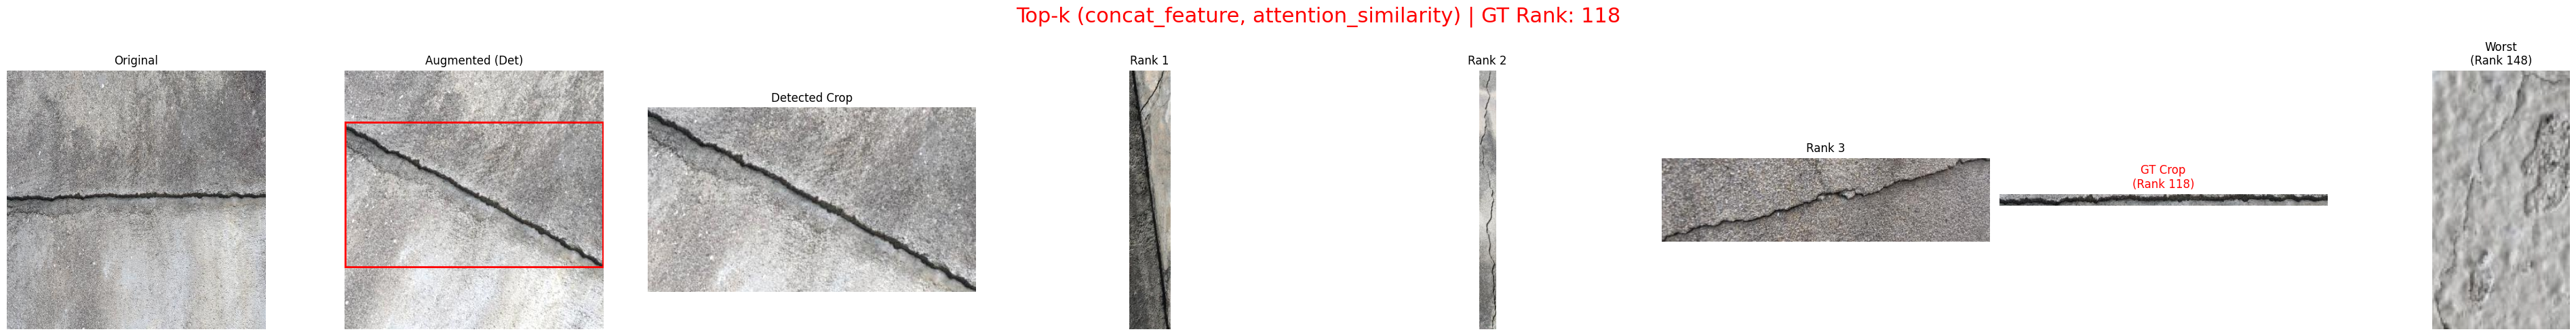 Top-k (concat_feature, attention_similarity) | GT Rank: 118
Original
Augmented (Det)
Detected Crop
Rank 1
Rank 2
Rank 3
GT Crop
(Rank 118)
Worst
(Rank 148)